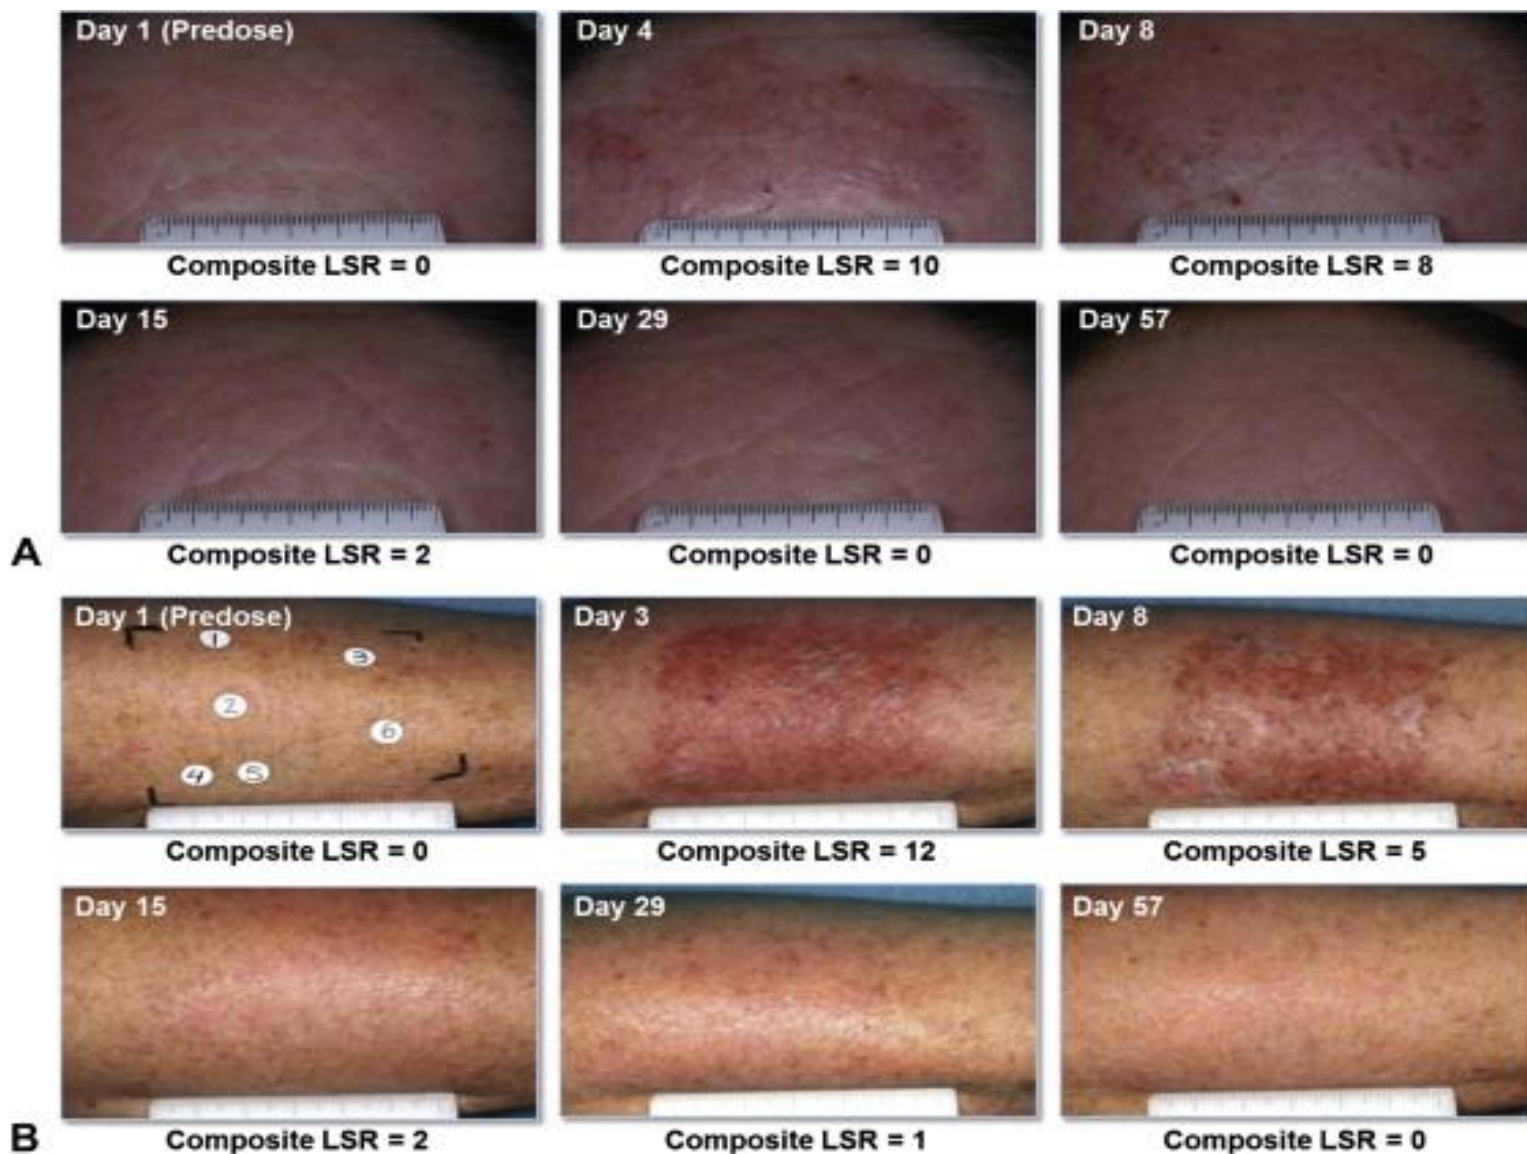 Day 1 (Predose)
Day 4
Day 8
Composite LSR = 0
Composite LSR = 10
Composite LSR = 8
Day 15
Day 29
Day 57
A
Composite LSR = 2
Composite LSR = 0
Composite LSR = 0
Day 1 (Predose)
Day 3
Day 8
1
3
2
6
4
5
Composite LSR = 0
Composite LSR = 12
Composite LSR = 5
Day 15
Day 29
Day 57
B
Composite LSR = 2
Composite LSR = 1
Composite LSR = 0